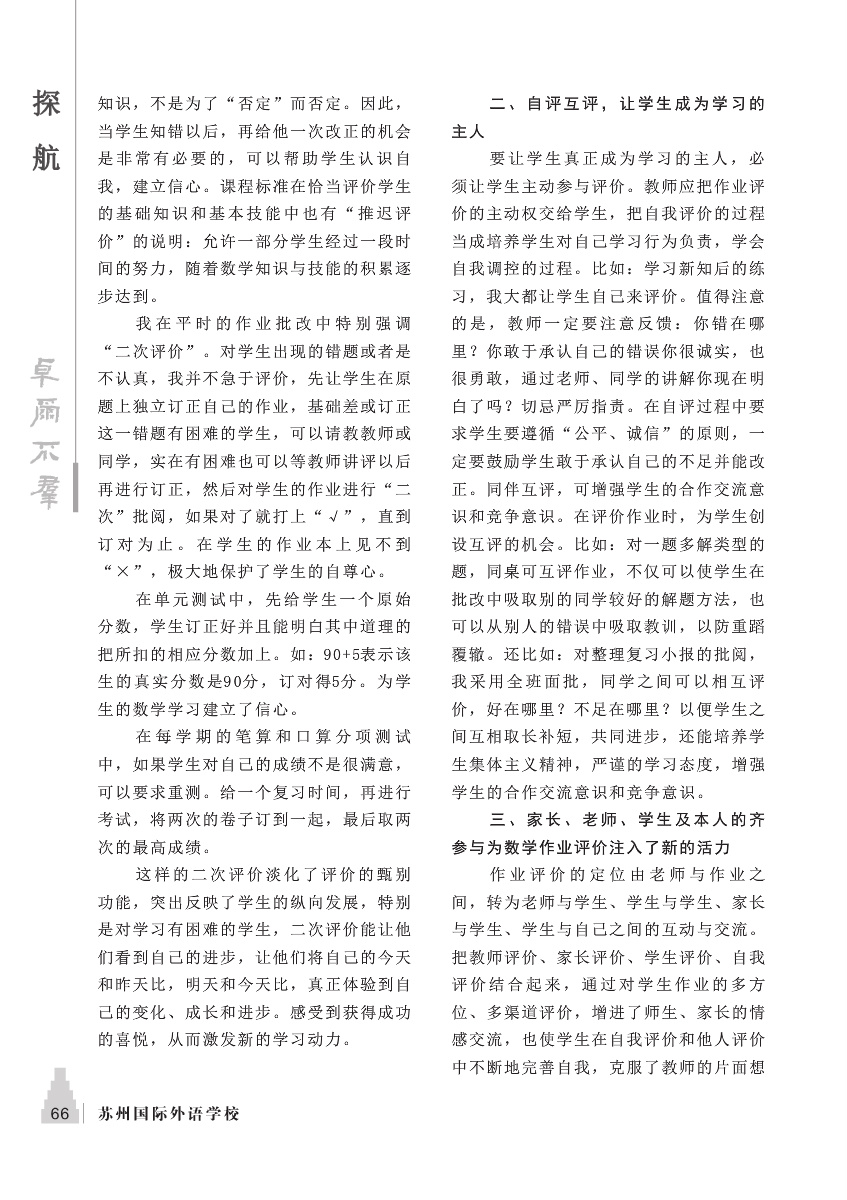 探
航
卓
尔
不
群
知识，不是为了“否定”而否定。因此，
当学生知错以后，再给他一次改正的机会
是非常有必要的，可以帮助学生认识自
我，建立信心。课程标准在恰当评价学生
的基础知识和基本技能中也有“推迟评
价”的说明：允许一部分学生经过一段时
间的努力，随着数学知识与技能的积累逐
步达到。
我在平时的作业批改中特别强调
“二次评价”。对学生出现的错题或者是
不认真，我并不急于评价，先让学生在原
题上独立订正自己的作业，基础差或订正
这一错题有困难的学生，可以请教教师或
同学，实在有困难也可以等教师讲评以后
再进行订正，然后对学生的作业进行“二
次”批阅，如果对了就打上“√”，直到
订对为止。在学生的作业本上见不到
“×”，极大地保护了学生的自尊心。
在单元测试中，先给学生一个原始
分数，学生订正好并且能明白其中道理的
把所扣的相应分数加上。如：90+5表示该
生的真实分数是90分，订对得5分。为学
生的数学学习建立了信心。
在每学期的笔算和口算分项测试
中，如果学生对自己的成绩不是很满意，
可以要求重测。给一个复习时间，再进行
考试，将两次的卷子订到一起，最后取两
次的最高成绩。
这样的二次评价淡化了评价的甄别
功能，突出反映了学生的纵向发展，特别
是对学习有困难的学生，二次评价能让他
们看到自己的进步，让他们将自己的今天
和昨天比，明天和今天比，真正体验到自
己的变化、成长和进步。感受到获得成功
的喜悦，从而激发新的学习动力。
二、自评互评，让学生成为学习的
主人
要让学生真正成为学习的主人，必
须让学生主动参与评价。教师应把作业评
价的主动权交给学生，把自我评价的过程
当成培养学生对自己学习行为负责，学会
自我调控的过程。比如：学习新知后的练
习，我大都让学生自己来评价。值得注意
的是，教师一定要注意反馈：你错在哪
里？你敢于承认自己的错误你很诚实，也
很勇敢，通过老师、同学的讲解你现在明
白了吗？切忌严厉指责。在自评过程中要
求学生要遵循“公平、诚信”的原则，一
定要鼓励学生敢于承认自己的不足并能改
正。同伴互评，可增强学生的合作交流意
识和竞争意识。在评价作业时，为学生创
设互评的机会。比如：对一题多解类型的
题，同桌可互评作业，不仅可以使学生在
批改中吸取别的同学较好的解题方法，也
可以从别人的错误中吸取教训，以防重蹈
覆辙。还比如：对整理复习小报的批阅，
我采用全班面批，同学之间可以相互评
价，好在哪里？不足在哪里？以便学生之
间互相取长补短，共同进步，还能培养学
生集体主义精神，严谨的学习态度，增强
学生的合作交流意识和竞争意识。
三、家长、老师、学生及本人的齐
参与为数学作业评价注入了新的活力
作业评价的定位由老师与作业之
间，转为老师与学生、学生与学生、家长
与学生、学生与自己之间的互动与交流。
把教师评价、家长评价、学生评价、自我
评价结合起来，通过对学生作业的多方
位、多渠道评价，增进了师生、家长的情
感交流，也使学生在自我评价和他人评价
中不断地完善自我，克服了教师的片面想
66
苏州国际外语学校